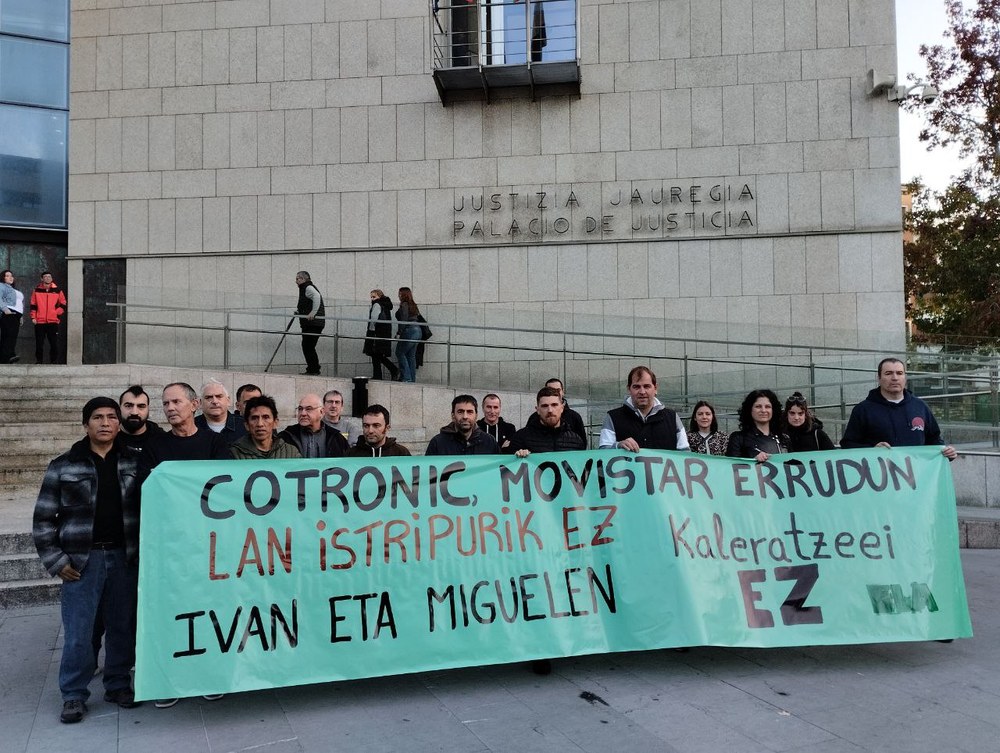 JUSTIZIA JAUREGIA
PALACIO DE JUSTICIA
COTRONIC, MOVISTAR ERRUDUN
LAN iSTRiPURiK EZ
Kaleratzeei
EZ
IVAN ETA MIGUELEN